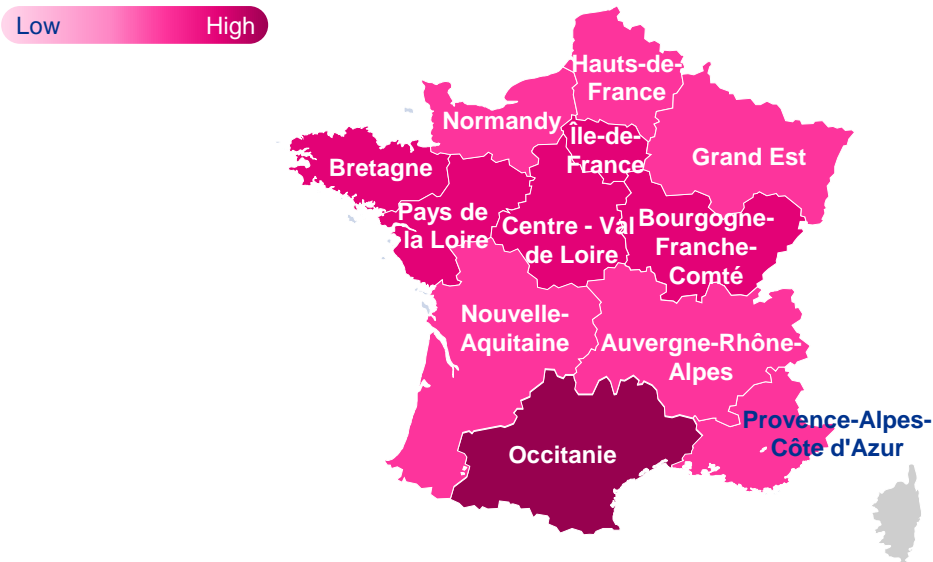 Low High
Hauts-de-
France
Normandy
Île-de-
France
Grand Est
Bretagne
Pays de
la Loire
Centre - Val
de Loire
Bourgogne-
Franche-
Comté
Nouvelle-
Aquitaine
Auvergne-Rhône-
Alpes
Provence-Alpes-
Côte d'Azur
Occitanie